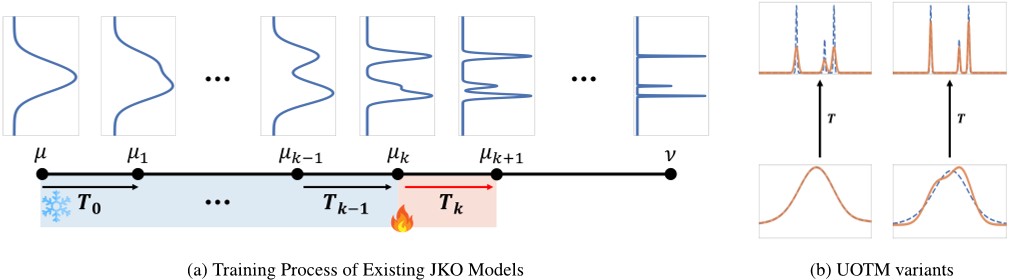 ...
μ μ₁ μₖ₋₁ μₖ μₖ₊₁ ν
T₀ ... Tₖ₋₁ Tₖ
T T
(a) Training Process of Existing JKO Models
(b) UOTM variants